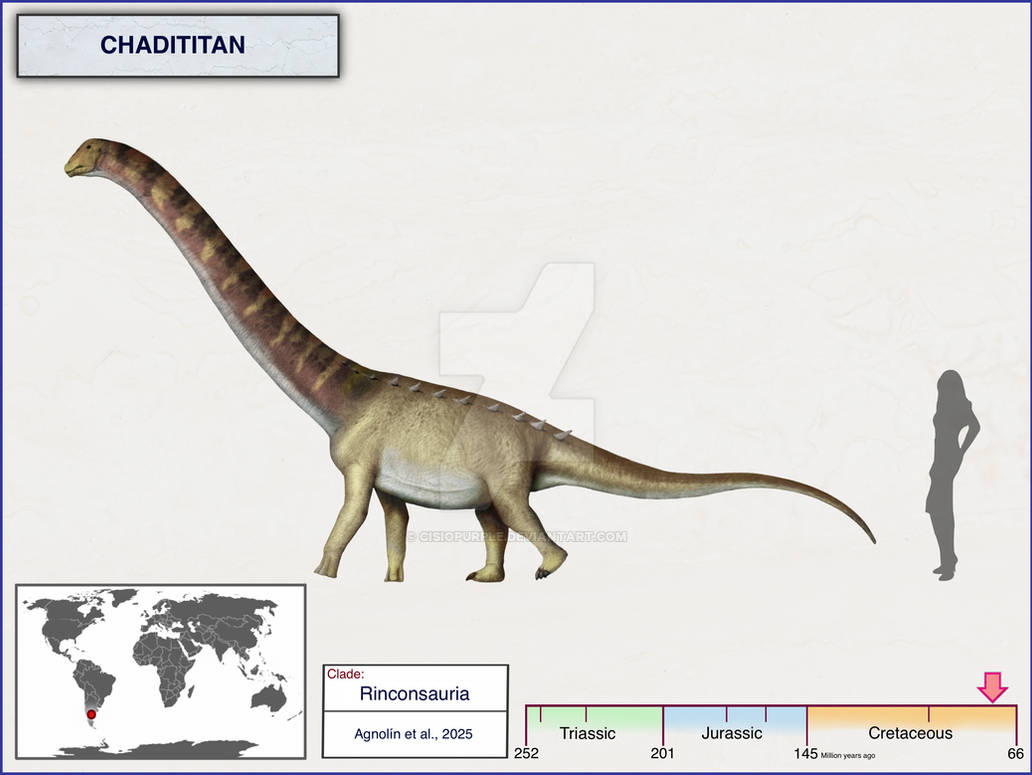 CHADITITAN
© CISIOPURPLE.DEVIANTART.COM
Clade:
Rinconsauria
Agnolín et al., 2025
Triassic
Jurassic
Cretaceous
252
201
145
Million years ago
66